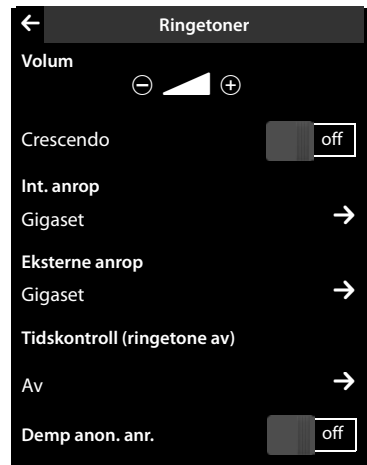 Ringetoner
Volum
Crescendo off
Int. anrop
Gigaset
Eksterne anrop
Gigaset
Tidskontroll (ringetone av)
Av
Demp anon. anr. off